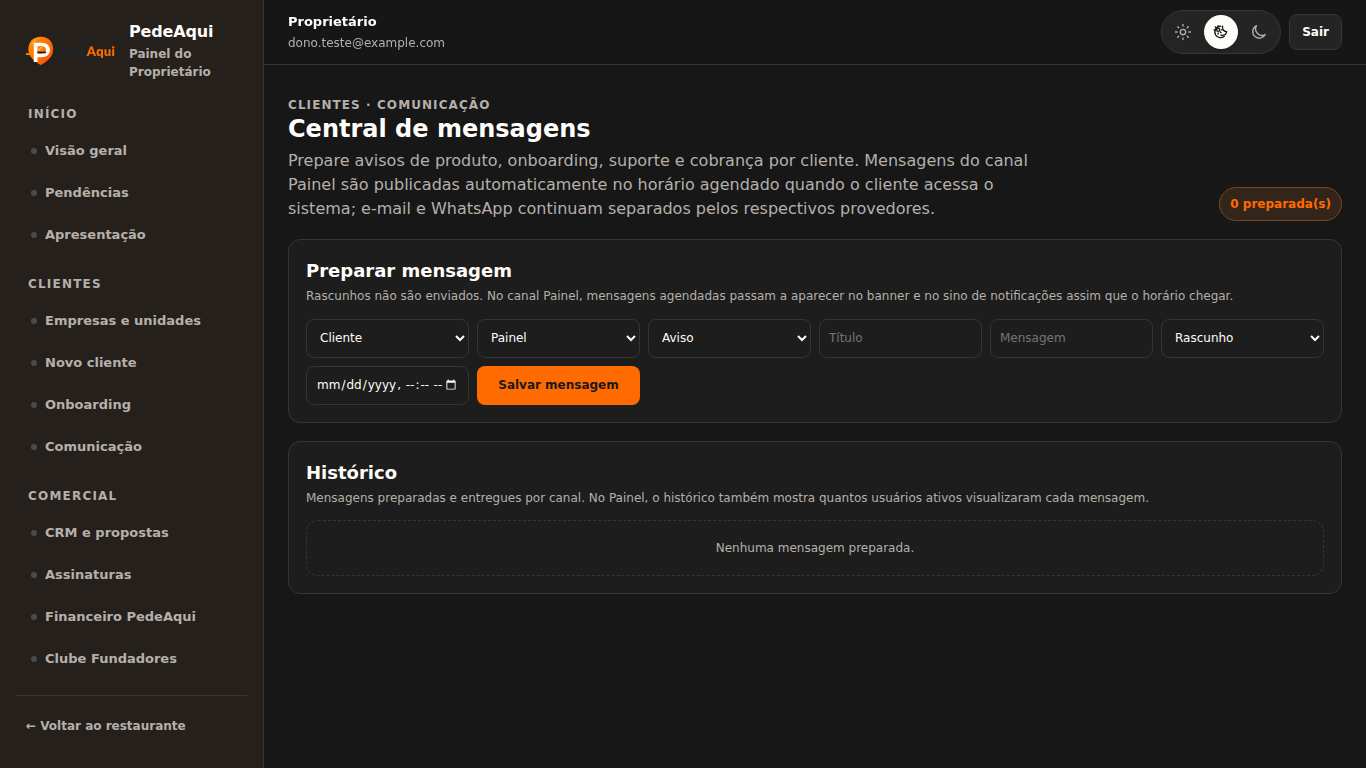 P
Aqui
PedeAqui
Painel do
Proprietário
INÍCIO
Visão geral
Pendências
Apresentação
CLIENTES
Empresas e unidades
Novo cliente
Onboarding
Comunicação
COMERCIAL
CRM e propostas
Assinaturas
Financeiro PedeAqui
Clube Fundadores
← Voltar ao restaurante
Proprietário
dono.teste@example.com
Sair
CLIENTES · COMUNICAÇÃO
Central de mensagens
Prepare avisos de produto, onboarding, suporte e cobrança por cliente. Mensagens do canal
Painel são publicadas automaticamente no horário agendado quando o cliente acessa o
sistema; e-mail e WhatsApp continuam separados pelos respectivos provedores.
0 preparada(s)
Preparar mensagem
Rascunhos não são enviados. No canal Painel, mensagens agendadas passam a aparecer no banner e no sino de notificações assim que o horário chegar.
Cliente Painel Aviso Título Mensagem Rascunho
mm/dd/yyyy, --:-- -- Salvar mensagem
Histórico
Mensagens preparadas e entregues por canal. No Painel, o histórico também mostra quantos usuários ativos visualizaram cada mensagem.
Nenhuma mensagem preparada.